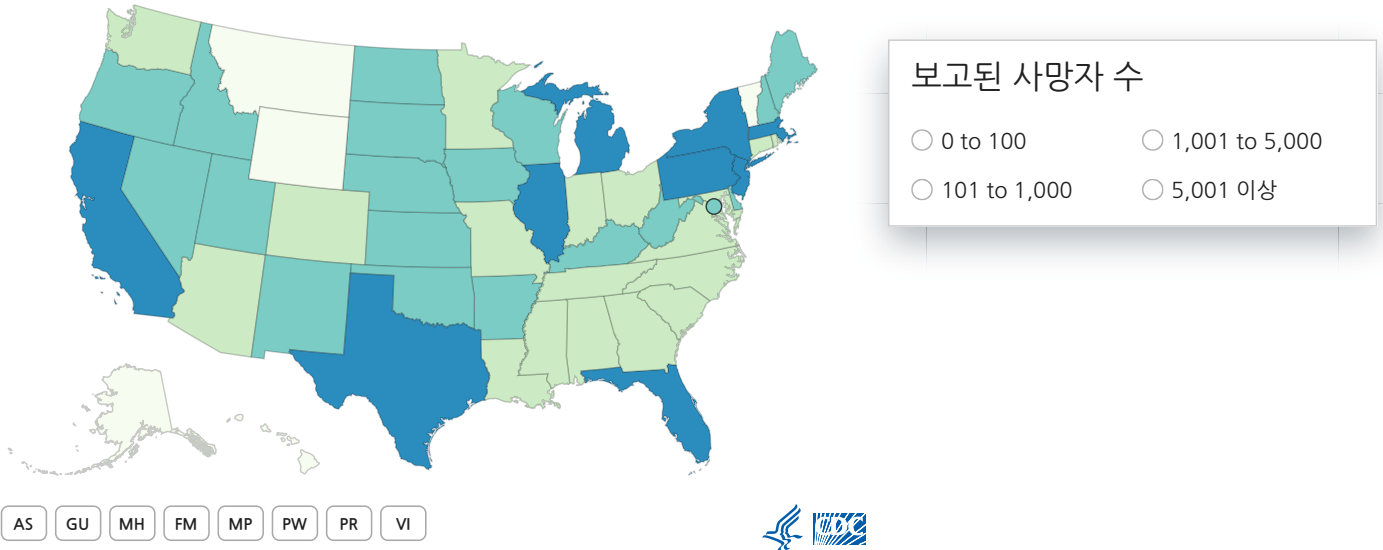 보고된 사망자 수
0 to 100
1,001 to 5,000
101 to 1,000
5,001 이상
AS GU MH FM MP PW PR VI
CDC